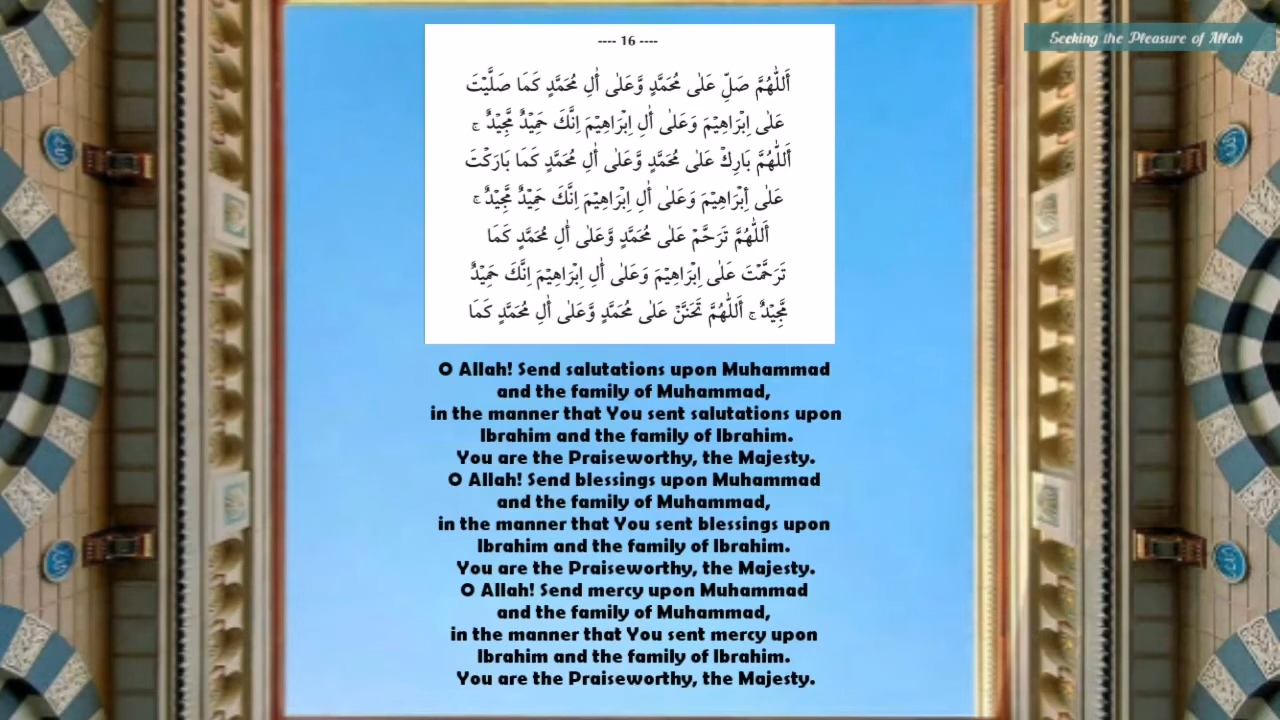 ---- 16 ----
Seeking the Pleasure of Allah
أَللّٰهُمَّ صَلِّ عَلٰى مُحَمَّدٍ وَّعَلٰى أٰلِ مُحَمَّدٍ كَمَا صَلَّيْتَ
عَلٰى اِبْرَاهِيْمَ وَعَلٰى أٰلِ اِبْرَاهِيْمَ اِنَّكَ حَمِيْدٌ مَّجِيْدٌ ۚ
أَللّٰهُمَّ بَارِكْ عَلٰى مُحَمَّدٍ وَّعَلٰى أٰلِ مُحَمَّدٍ كَمَا بَارَكْتَ
عَلٰى اِبْرَاهِيْمَ وَعَلٰى أٰلِ اِبْرَاهِيْمَ اِنَّكَ حَمِيْدٌ مَّجِيْدٌ ۚ
أَللّٰهُمَّ تَرَحَّمْ عَلٰى مُحَمَّدٍ وَّعَلٰى أٰلِ مُحَمَّدٍ كَمَا
تَرَحَّمْتَ عَلٰى اِبْرَاهِيْمَ وَعَلٰى أٰلِ اِبْرَاهِيْمَ اِنَّكَ حَمِيْدٌ
مَّجِيْدٌ ۚ أَللّٰهُمَّ تَحَنَّنْ عَلٰى مُحَمَّدٍ وَّعَلٰى أٰلِ مُحَمَّدٍ كَمَا
O Allah! Send salutations upon Muhammad
and the family of Muhammad,
in the manner that You sent salutations upon
Ibrahim and the family of Ibrahim.
You are the Praiseworthy, the Majesty.
O Allah! Send blessings upon Muhammad
and the family of Muhammad,
in the manner that You sent blessings upon
Ibrahim and the family of Ibrahim.
You are the Praiseworthy, the Majesty.
O Allah! Send mercy upon Muhammad
and the family of Muhammad,
in the manner that You sent mercy upon
Ibrahim and the family of Ibrahim.
You are the Praiseworthy, the Majesty.